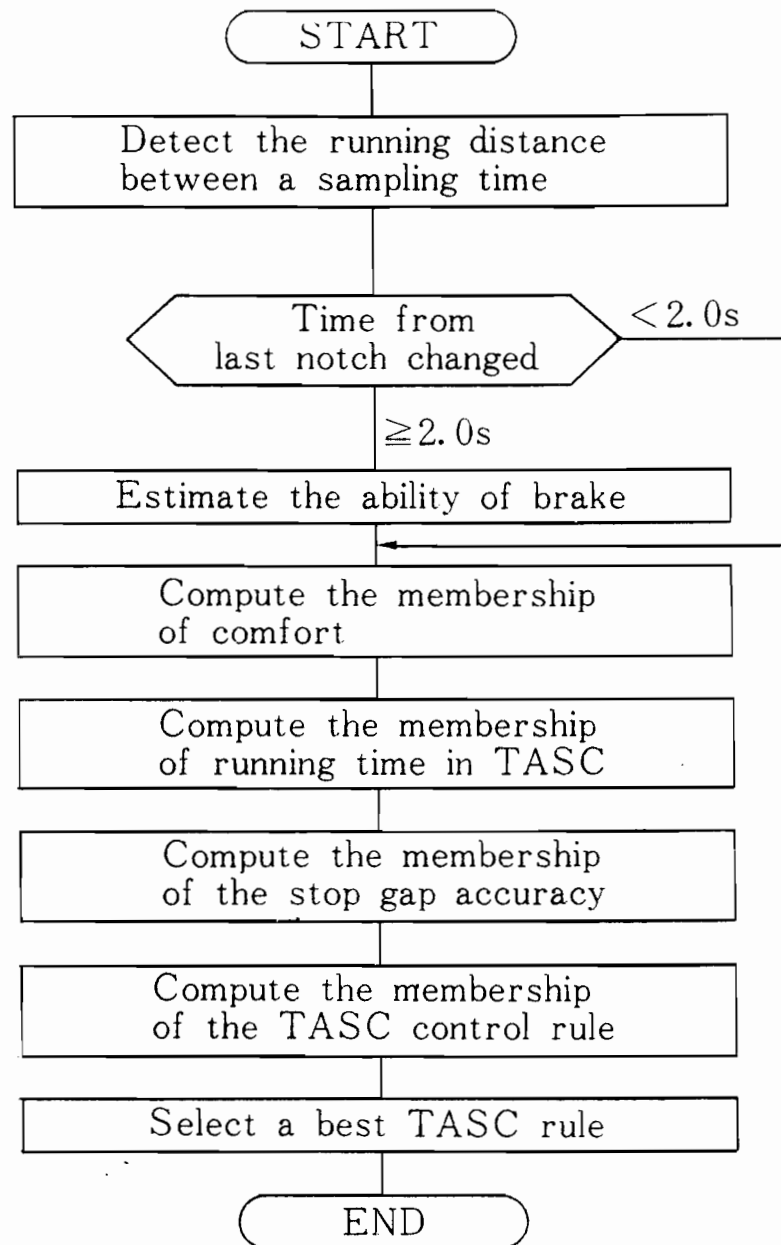 START
Detect the running distance
between a sampling time
Time from
last notch changed
<2.0s
≧2.0s
Estimate the ability of brake
Compute the membership
of comfort
Compute the membership
of running time in TASC
Compute the membership
of the stop gap accuracy
Compute the membership
of the TASC control rule
Select a best TASC rule
END